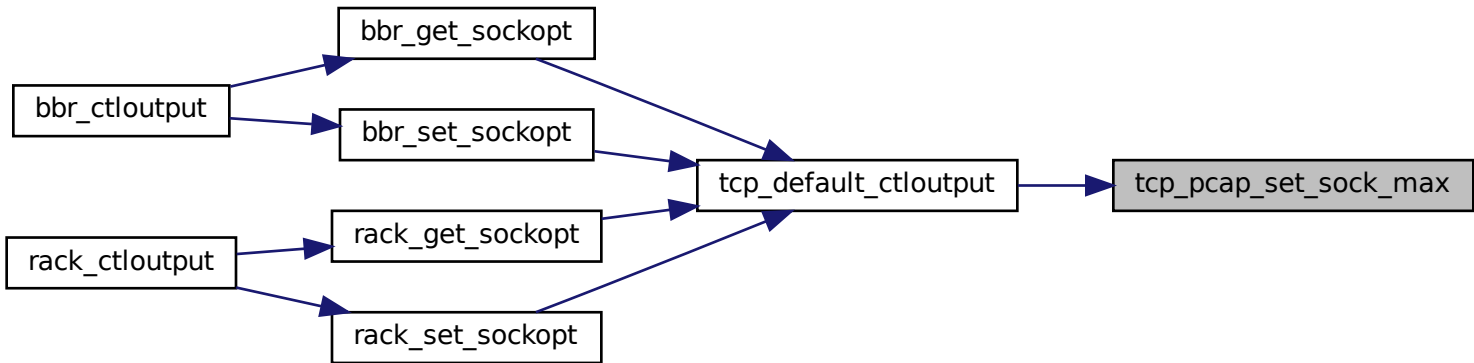 bbr_get_sockopt
bbr_ctloutput
bbr_set_sockopt
tcp_default_ctloutput
tcp_pcap_set_sock_max
rack_get_sockopt
rack_ctloutput
rack_set_sockopt